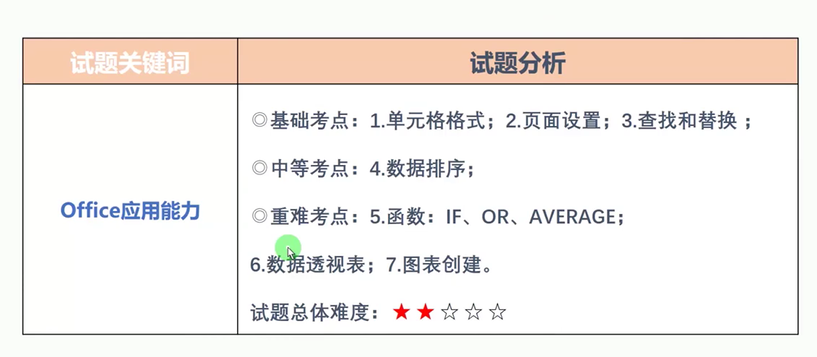 试题关键词
试题分析
Office应用能力
◎基础考点：1.单元格格式；2.页面设置；3.查找和替换 ；
◎中等考点：4.数据排序；
◎重难考点：5.函数：IF、OR、AVERAGE；
6.数据透视表；7.图表创建。
试题总体难度：★★☆☆☆